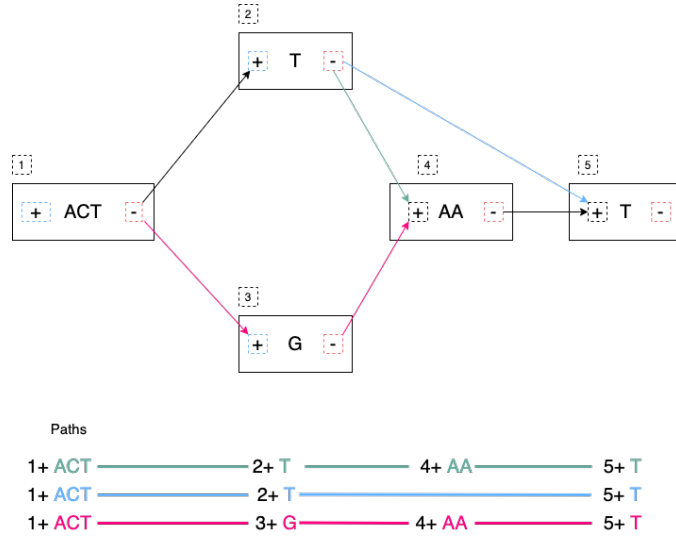 2
+ T -
1
4
5
+ ACT -
+ AA -
+ T -
3
+ G -
Paths
1+ ACT 2+ T 4+ AA 5+ T
1+ ACT 2+ T 5+ T
1+ ACT 3+ G 4+ AA 5+ T